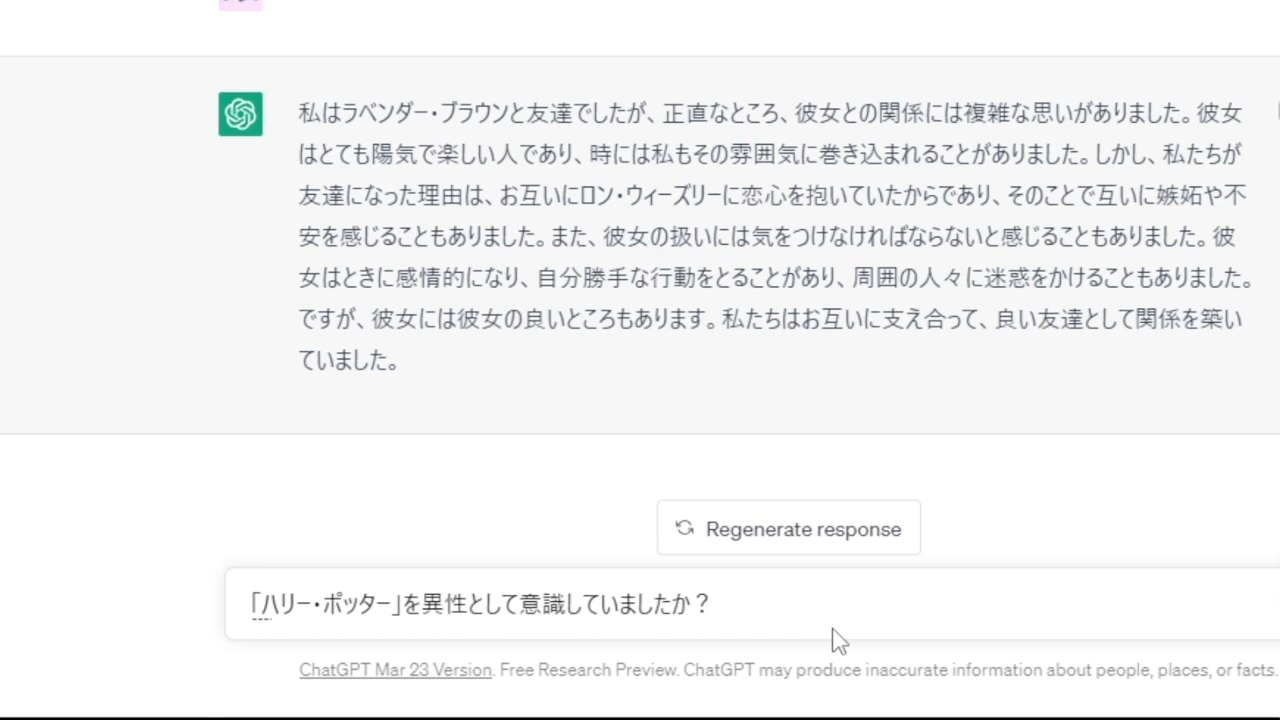 私はラベンダー・ブラウンと友達でしたが、正直なところ、彼女との関係には複雑な思いがありました。彼女
はとても陽気で楽しい人であり、時には私もその雰囲気に巻き込まれることがありました。しかし、私たちが
友達になった理由は、お互いにロン・ウィーズリーに恋心を抱いていたからであり、そのことで互いに嫉妬や不
安を感じることもありました。また、彼女の扱いには気をつけなければならないと感じることもありました。彼
女はときに感情的になり、自分勝手な行動をとることがあり、周囲の人々に迷惑をかけることもありました。
ですが、彼女には彼女の良いところもあります。私たちはお互いに支え合って、良い友達として関係を築い
ていました。
Regenerate response
「ハリー・ポッター」を異性として意識していましたか？
ChatGPT Mar 23 Version. Free Research Preview. ChatGPT may produce inaccurate information about people, places, or facts.